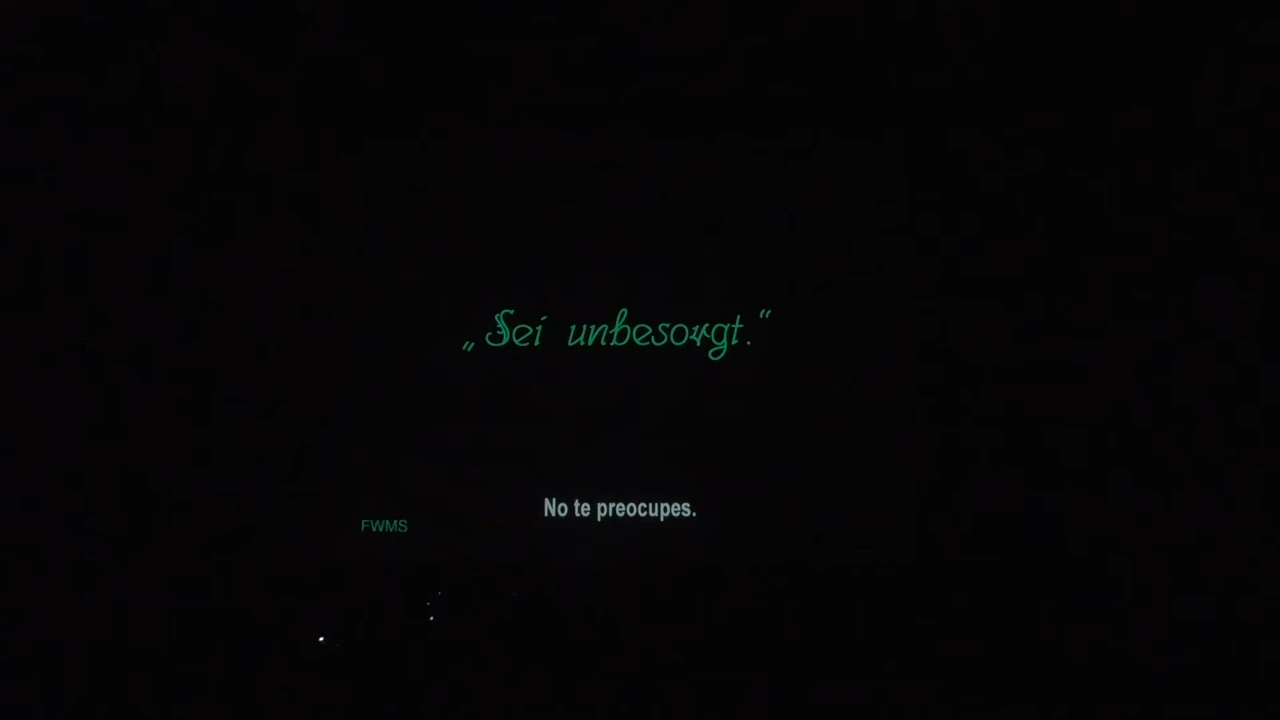 „Sei unbesorgt.“
No te preocupes.
FWMS